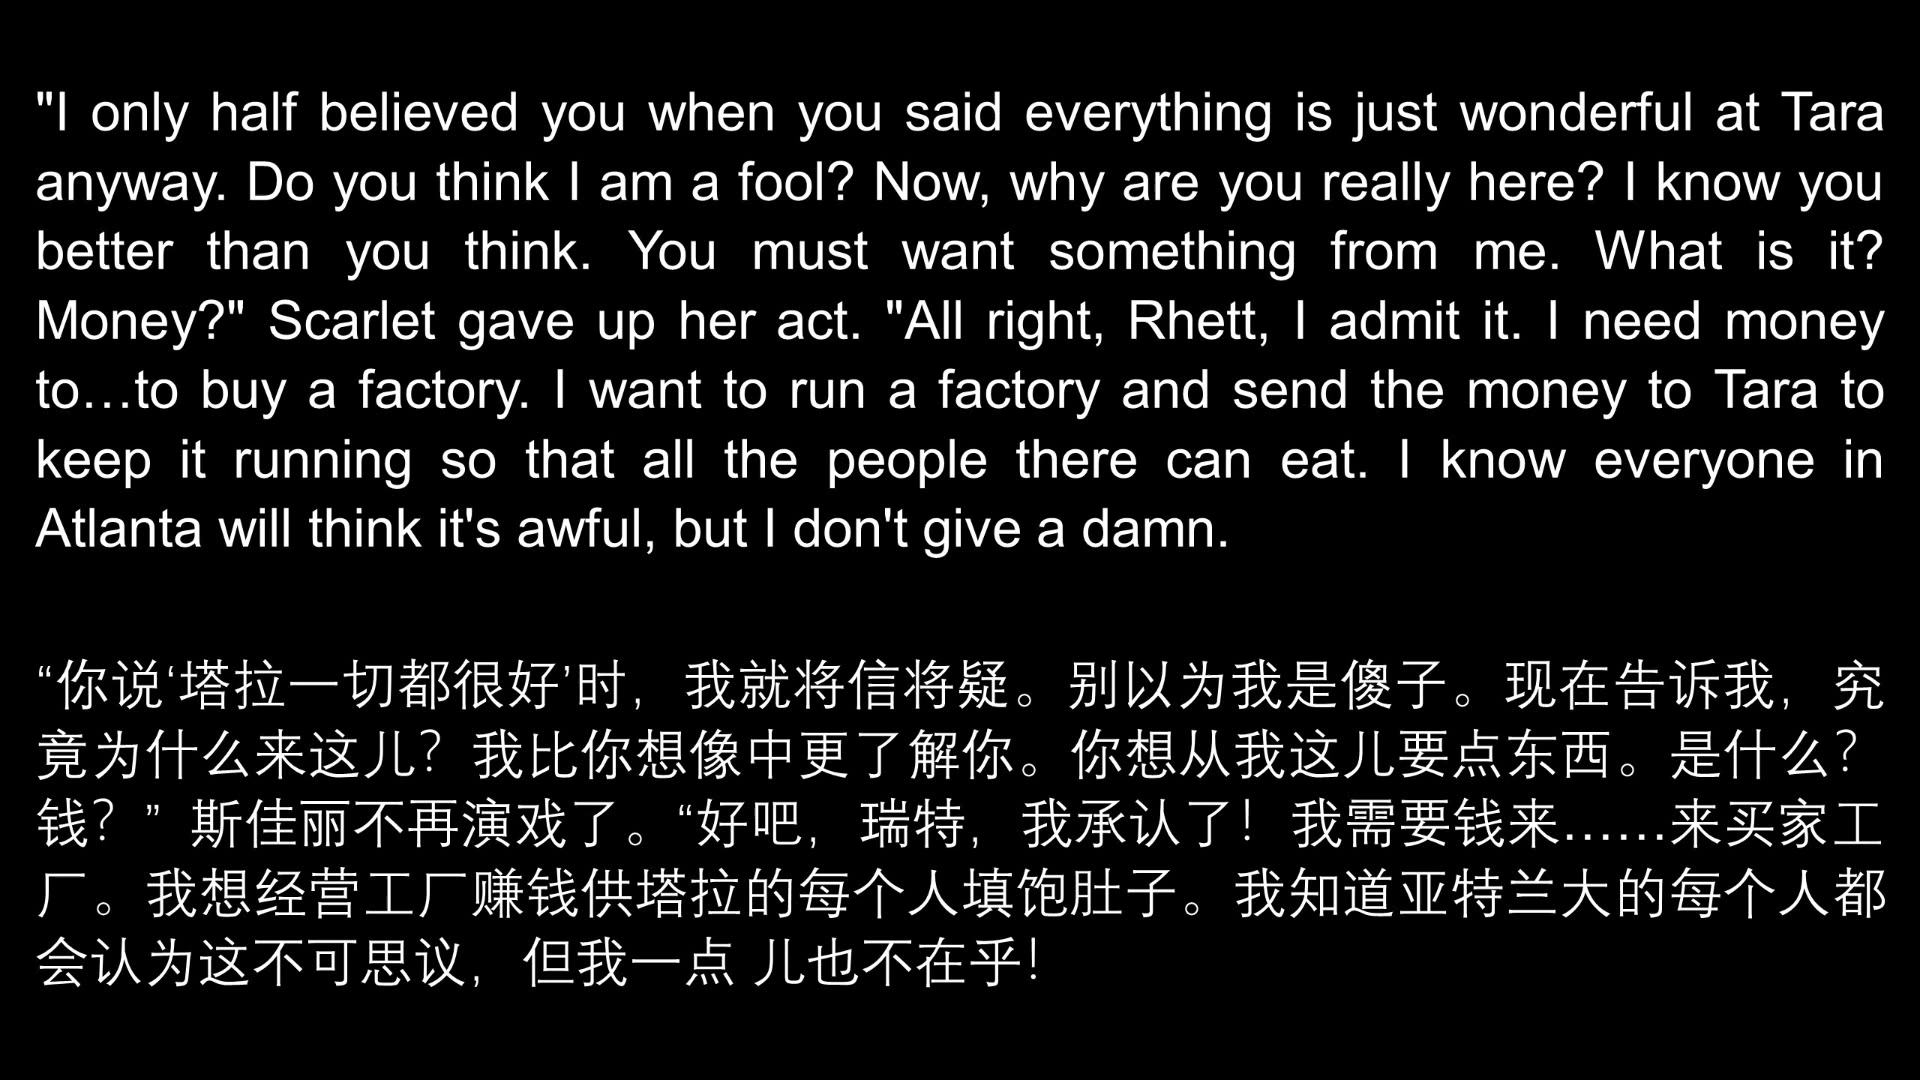 "I only half believed you when you said everything is just wonderful at Tara
anyway. Do you think I am a fool? Now, why are you really here? I know you
better than you think. You must want something from me. What is it?
Money?" Scarlet gave up her act. "All right, Rhett, I admit it. I need money
to…to buy a factory. I want to run a factory and send the money to Tara to
keep it running so that all the people there can eat. I know everyone in
Atlanta will think it's awful, but I don't give a damn.
“你说‘塔拉一切都很好’时，我就将信将疑。别以为我是傻子。现在告诉我，究
竟为什么来这儿？我比你想像中更了解你。你想从我这儿要点东西。是什么？
钱？” 斯佳丽不再演戏了。“好吧，瑞特，我承认了！我需要钱来……来买家工
厂。我想经营工厂赚钱供塔拉的每个人填饱肚子。我知道亚特兰大的每个人都
会认为这不可思议，但我一点 儿也不在乎！